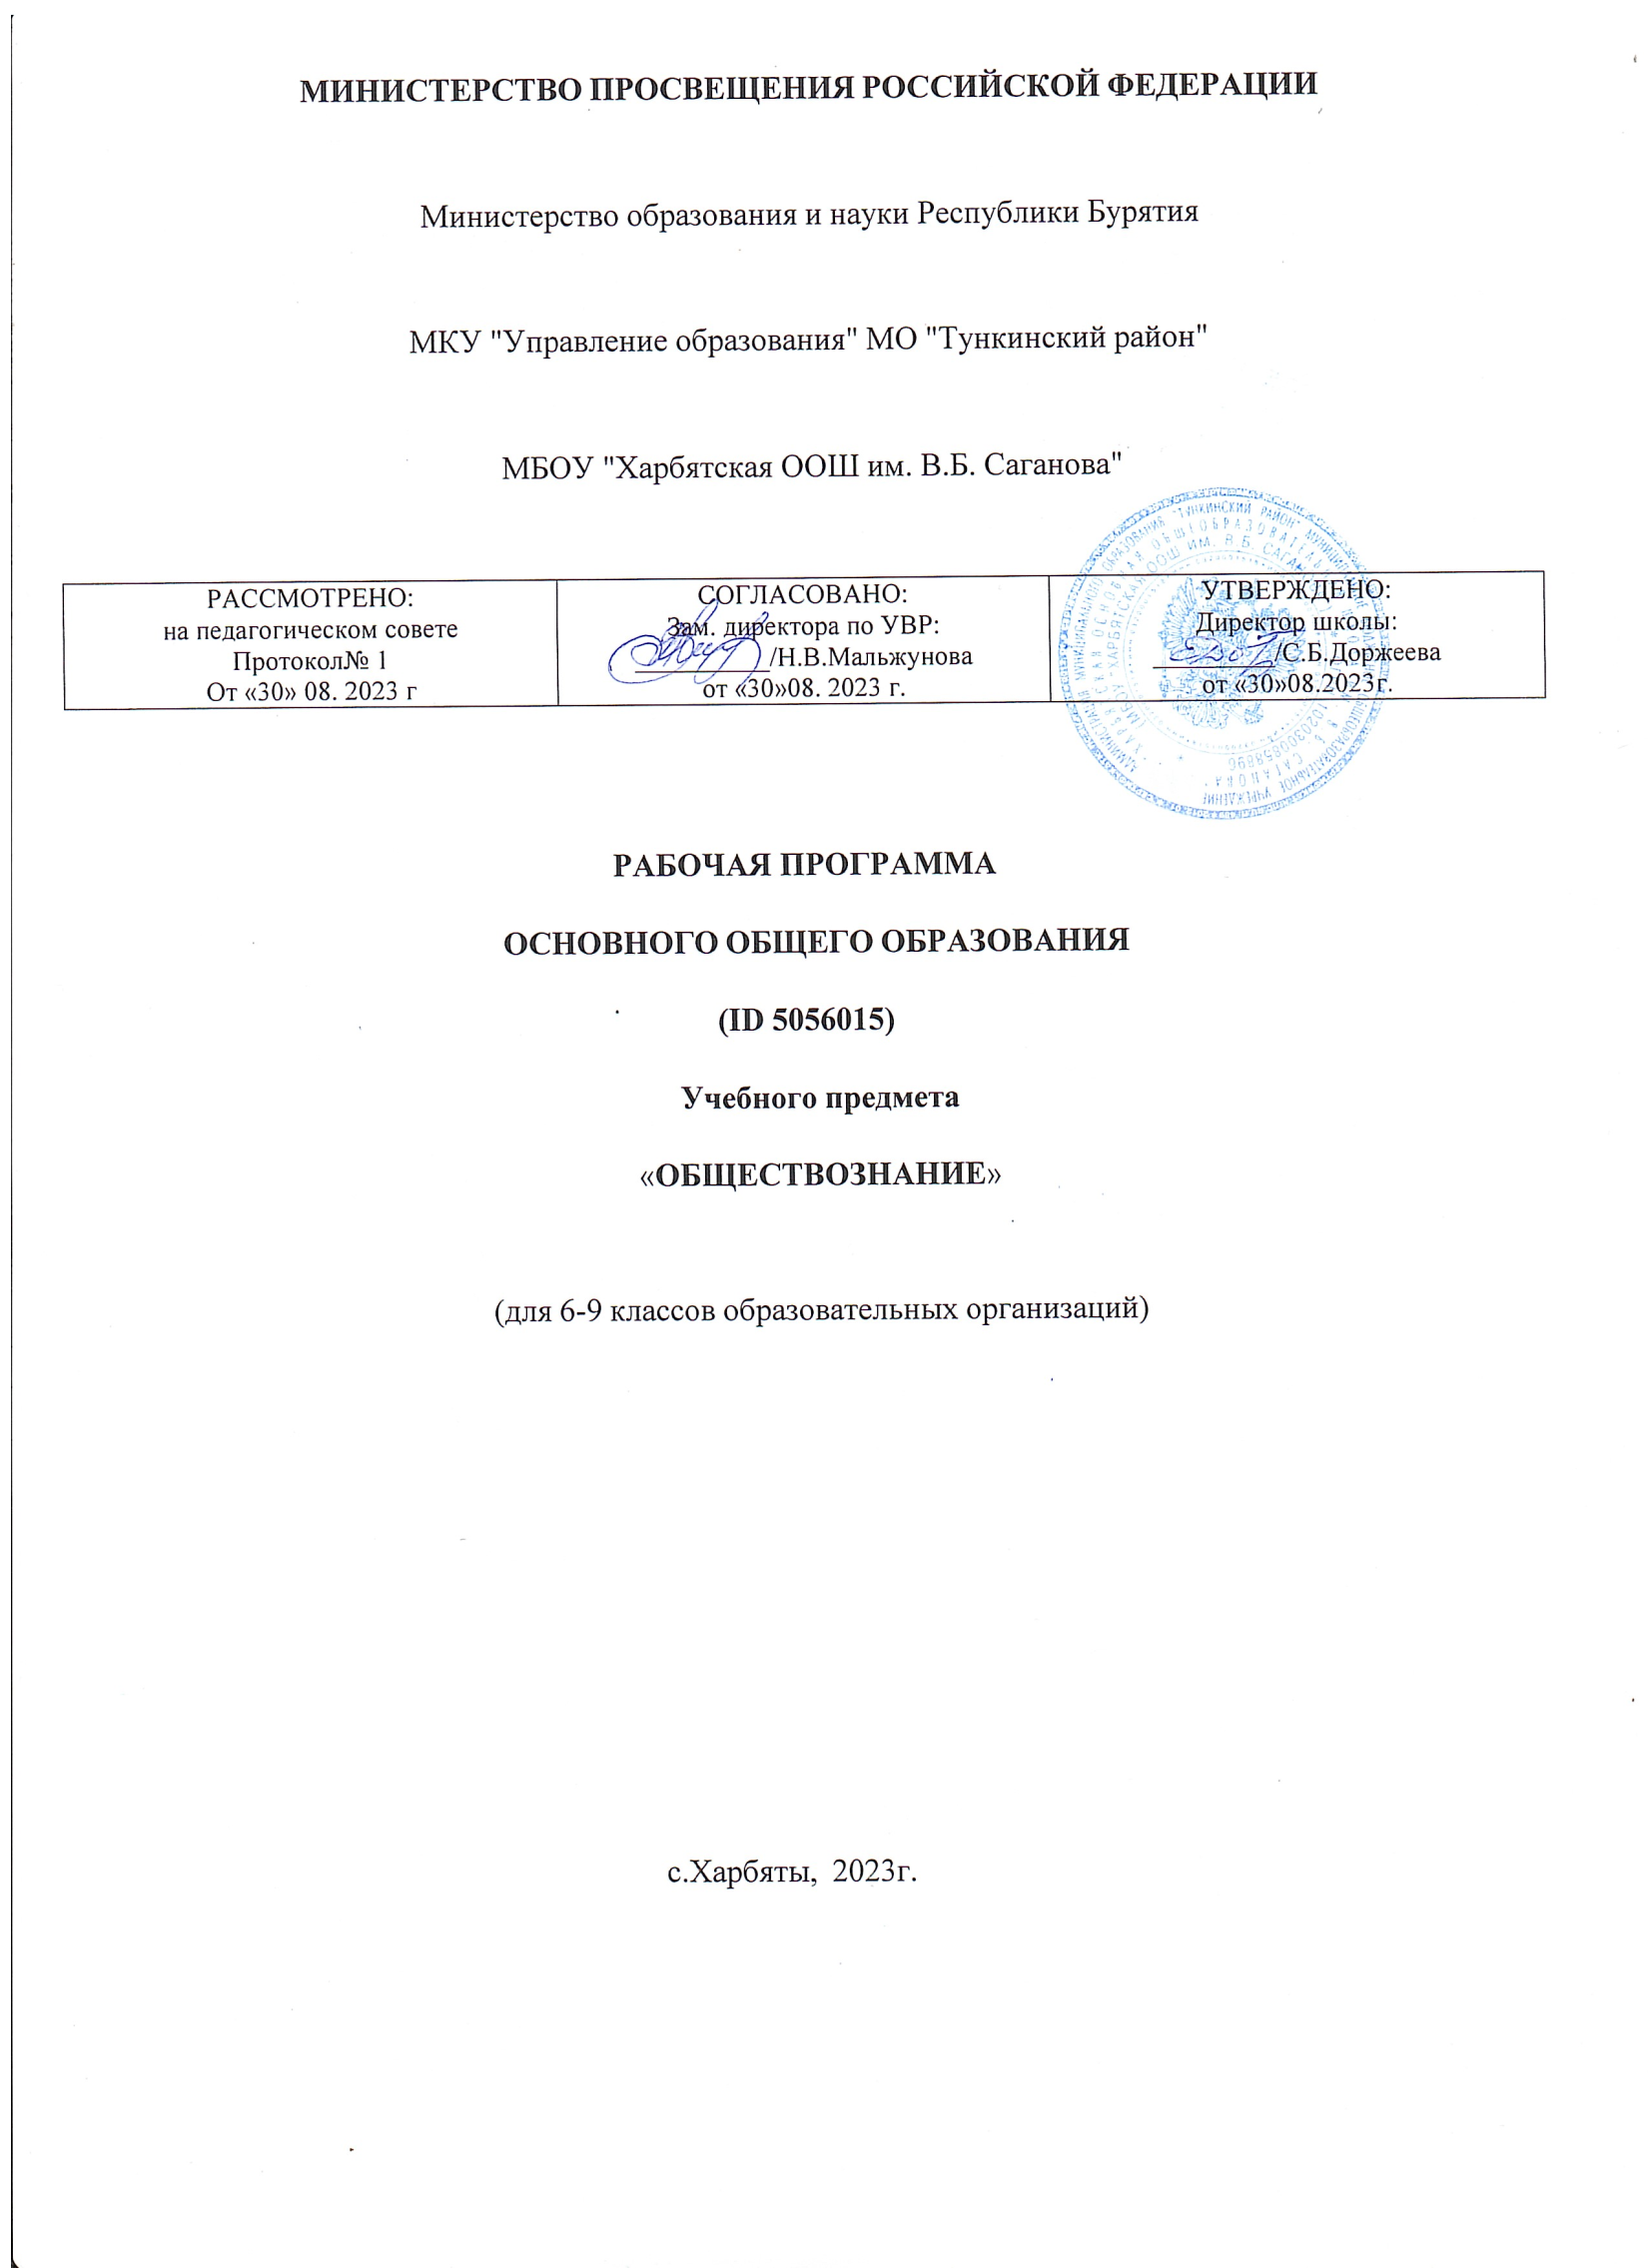 МИНИСТЕРСТВО ПРОСВЕЩЕНИЯ РОССИЙСКОЙ ФЕДЕРАЦИИ
Министерство образования и науки Республики Бурятия
МКУ "Управление образования" МО "Тункинский район"
МБОУ "Харбятская ООШ им. В.Б. Саганова"
РАССМОТРЕНО:
на педагогическом совете
Протокол№ 1
От «30» 08. 2023 г
СОГЛАСОВАНО:
Зам. директора по УВР:
/Н.В.Мальжунова
от «30»08. 2023 г.
УТВЕРЖДЕНО:
Директор школы:
/С.Б.Доржеева
от «30»08.2023г.
РАБОЧАЯ ПРОГРАММА
ОСНОВНОГО ОБЩЕГО ОБРАЗОВАНИЯ
(ID 5056015)
Учебного предмета
«ОБЩЕСТВОЗНАНИЕ»
(для 6-9 классов образовательных организаций)
с.Харбяты, 2023г.